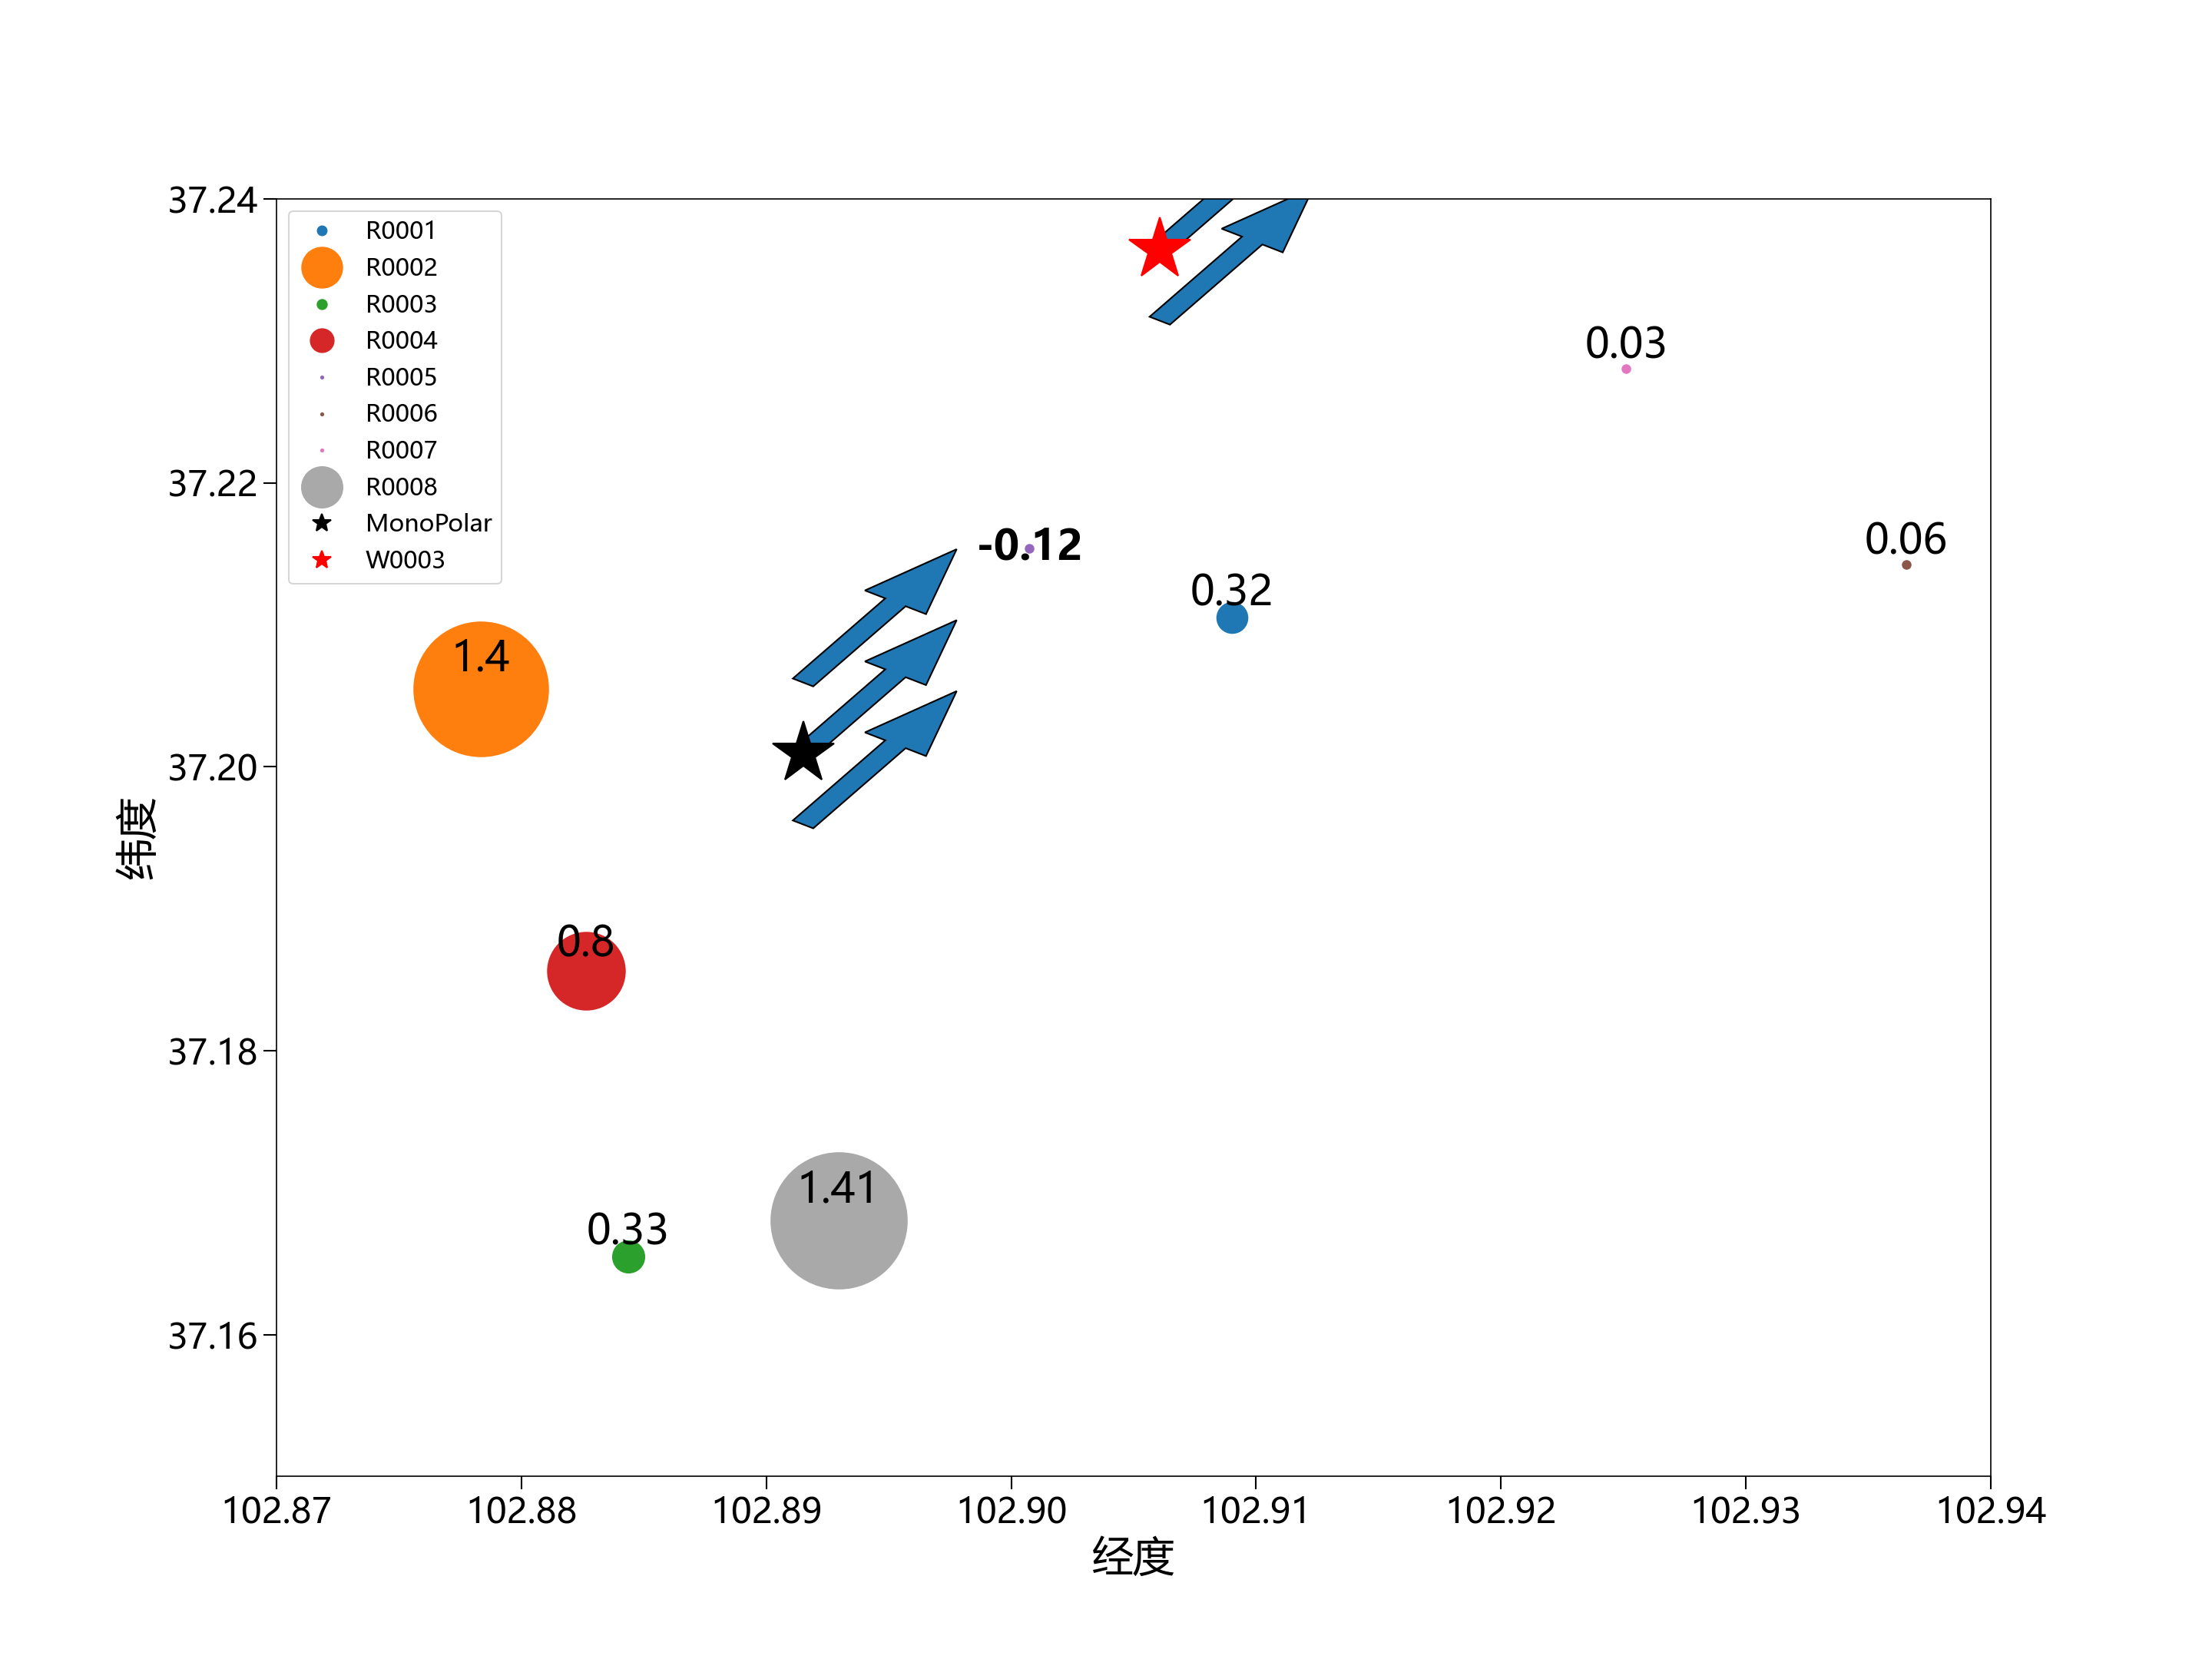 37.24
37.22
37.20
37.18
37.16
纬度
R0001
R0002
R0003
R0004
R0005
R0006
R0007
R0008
MonoPolar
W0003
0.03
0.06
-0.12
0.32
1.4
0.8
1.41
0.33
102.87 102.88 102.89 102.90 102.91 102.92 102.93 102.94
经度